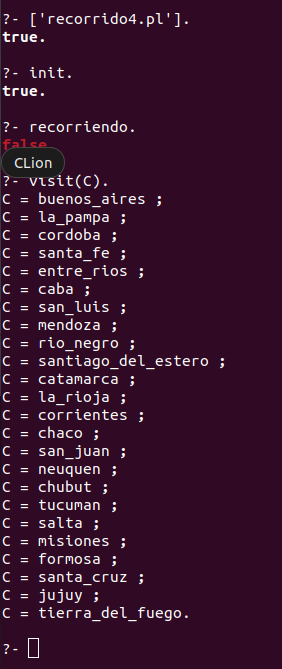 ?- ['recorrido4.pl'].
true.
?- init.
true.
?- recorriendo.
false.
CLion
?- visit(C).
C = buenos_aires ;
C = la_pampa ;
C = cordoba ;
C = santa_fe ;
C = entre_rios ;
C = caba ;
C = san_luis ;
C = mendoza ;
C = rio_negro ;
C = santiago_del_estero ;
C = catamarca ;
C = la_rioja ;
C = corrientes ;
C = chaco ;
C = san_juan ;
C = neuquen ;
C = chubut ;
C = tucuman ;
C = salta ;
C = misiones ;
C = formosa ;
C = santa_cruz ;
C = jujuy ;
C = tierra_del_fuego.
?-